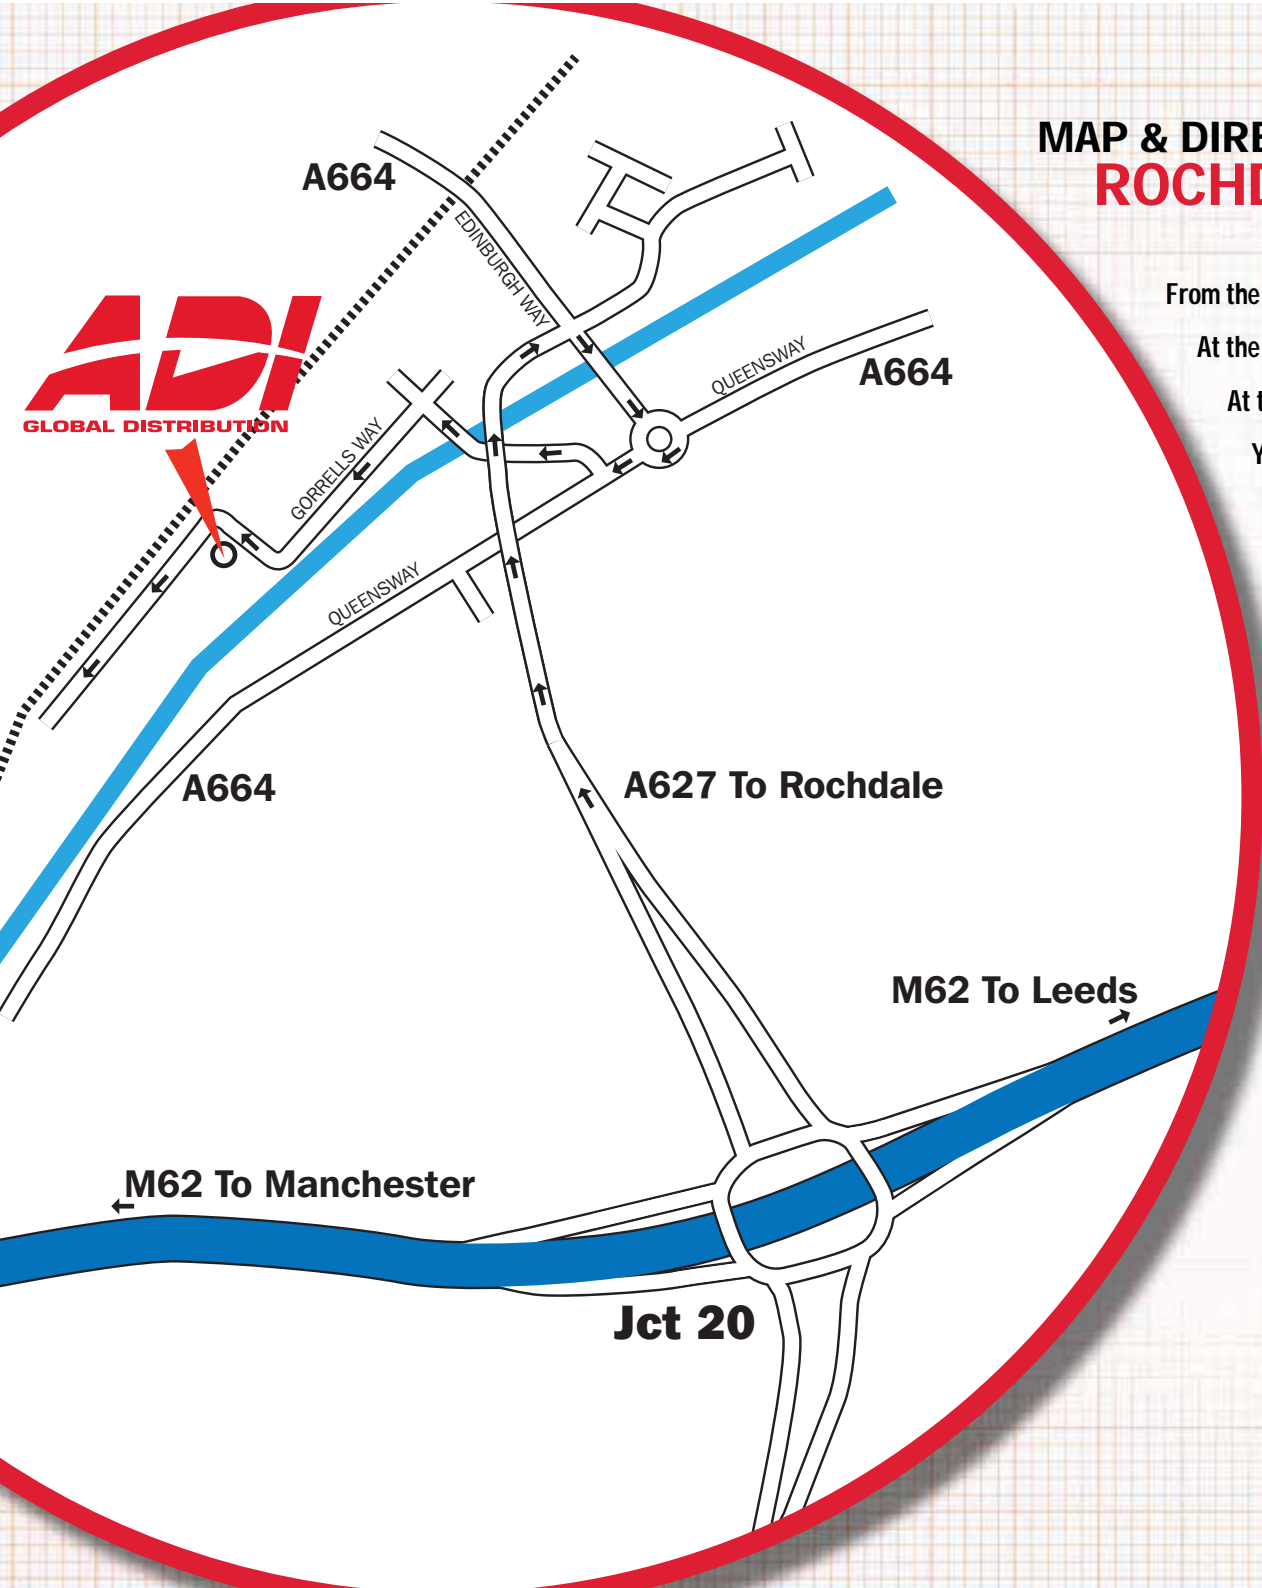 MAP & DIRE
ROCHD
From the
At the
At t
Y
A664
EDINBURGH WAY
ADI
GLOBAL DISTRIBUTION
QUEENSWAY
A664
GORRELLS WAY
QUEENSWAY
A664
A627 To Rochdale
M62 To Leeds
M62 To Manchester
Jct 20